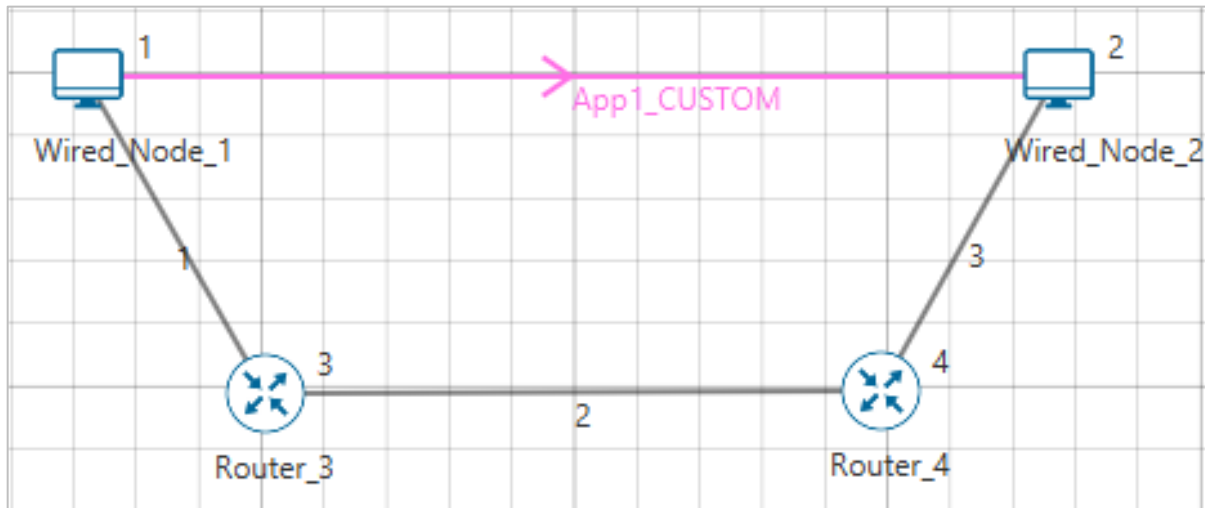 1
2
App1_CUSTOM
Wired_Node_1
Wired_Node_2
1
3
3
4
2
Router_3
Router_4